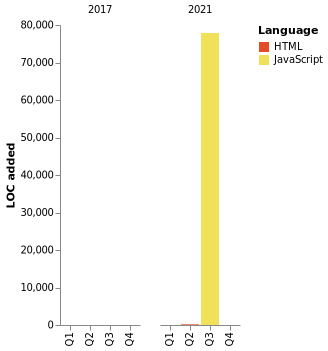 2017 2021
Language
HTML
JavaScript
LOC added
80,000
70,000
60,000
50,000
40,000
30,000
20,000
10,000
0
Q1 Q2 Q3 Q4 Q1 Q2 Q3 Q4